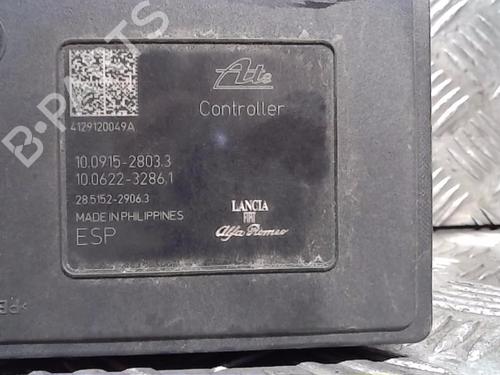 Ate
Controller
4129120049A
10.0915-2803.3
10.0622-3286.1
28.5152-2906.3
MADE IN PHILIPPINES
ESP
LANCIA
FIAT
Alfa Romeo
B-PARTS